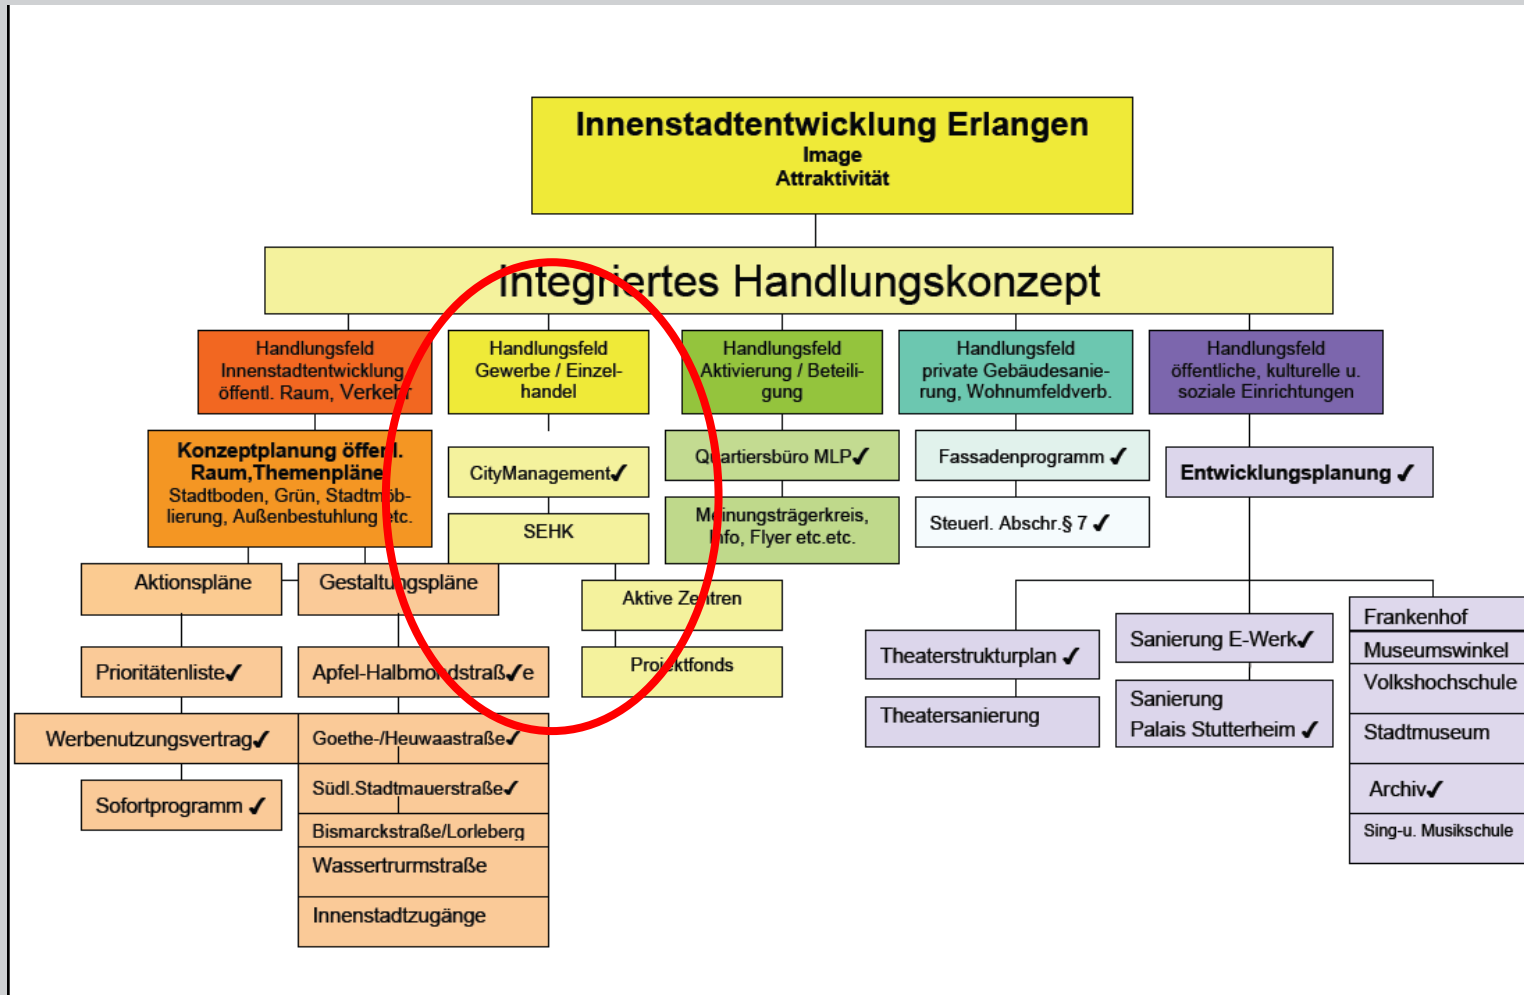 Innenstadtentwicklung Erlangen
Image
Attraktivität
Integriertes Handlungskonzept
Handlungsfeld
Innenstadtentwicklung
öffentl. Raum, Verkehr
Handlungsfeld
Gewerbe / Einzel-
handel
Handlungsfeld
Aktivierung / Beteili-
gung
Handlungsfeld
private Gebäudesanie-
rung, Wohnumfeldverb.
Handlungsfeld
öffentliche, kulturelle u.
soziale Einrichtungen
Konzeptplanung öffentl.
Raum,Themenpläne
Stadtboden, Grün, Stadtmöb-
lierung, Außenbestuhlung etc.
CityManagement✓
SEHK
Quartiersbüro MLP✓
Meinungsträgerkreis,
Info, Flyer etc.etc.
Fassadenprogramm ✓
Steuerl. Abschr.§ 7 ✓
Entwicklungsplanung ✓
Aktionspläne
Gestaltungspläne
Aktive Zentren
Projektfonds
Prioritätenliste✓
Werbenutzungsvertrag✓
Sofortprogramm ✓
Apfel-Halbmondstraß✓e
Goethe-/Heuwaastraße✓
Südl.Stadtmauerstraße✓
Bismarckstraße/Lorleberg
Wassertrurmstraße
Innenstadtzugänge
Theaterstrukturplan ✓
Theatersanierung
Sanierung E-Werk✓
Sanierung
Palais Stutterheim ✓
Frankenhof
Museumswinkel
Volkshochschule
Stadtmuseum
Archiv✓
Sing-u. Musikschule